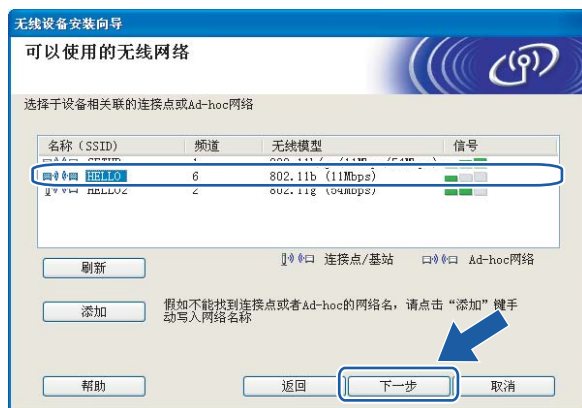 无线设备安装向导
可以使用的无线网络
选择于设备相关联的连接点或Ad-hoc网络
名称 (SSID) 频道 无线模型 信号
HELLO 6 802.11b (11Mbps)
HELLO2 2 802.11g (54Mbps)
连接点/基站 Ad-hoc网络
刷新
添加
假如不能找到连接点或者Ad-hoc的网络名，请点击“添加”键手
动写入网络名称
帮助 返回 下一步 取消